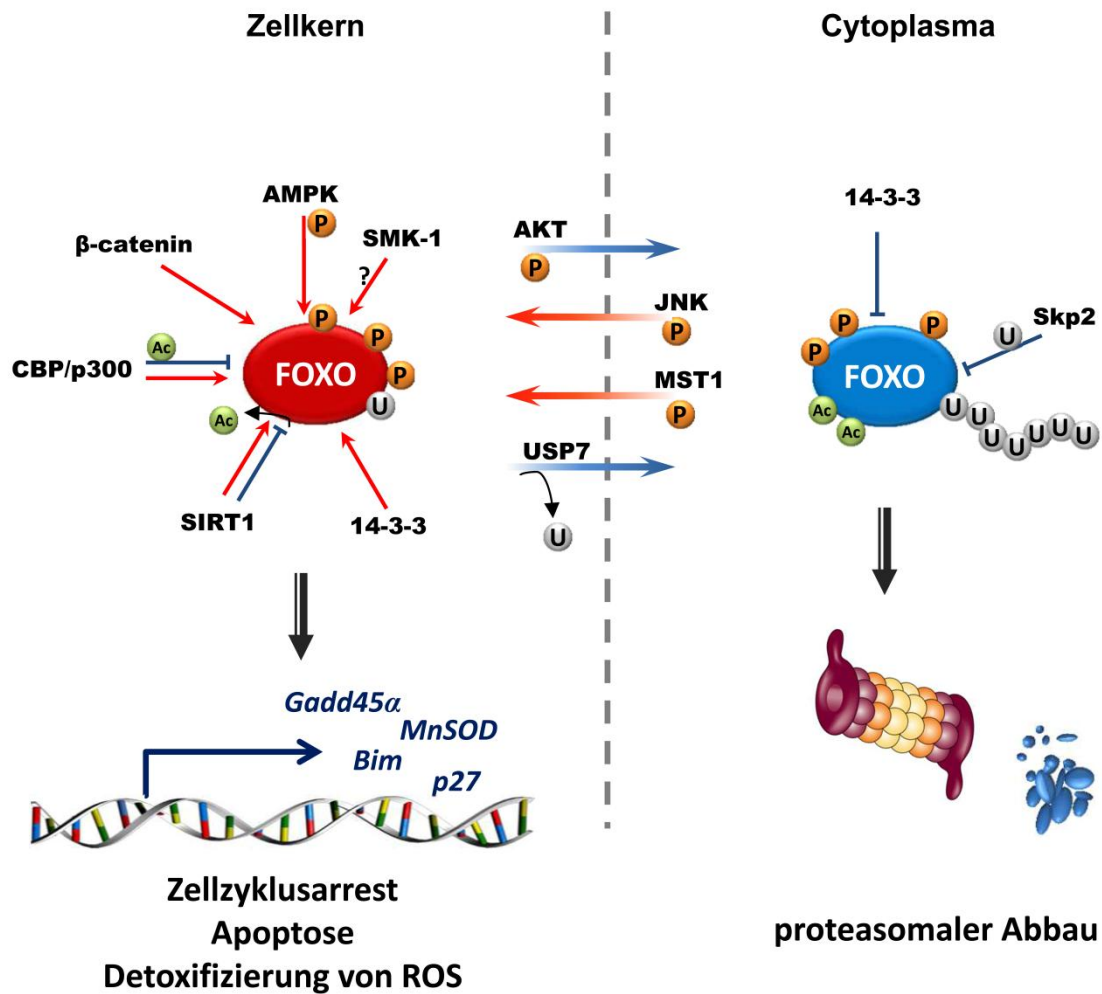 Zellkern
Cytoplasma
AMPK
P
β-catenin
SMK-1
?
Ac
CBP/p300
P
P
P
U
FOXO
Ac
SIRT1
14-3-3
AKT
P
JNK
P
MST1
P
USP7
U
14-3-3
Skp2
U
P
P
P
FOXO
Ac
Ac
U
U
U
U
U
U
U
Gadd45α
MnSOD
Bim
p27
Zellzyklusarrest
Apoptose
Detoxifizierung von ROS
proteasomaler Abbau